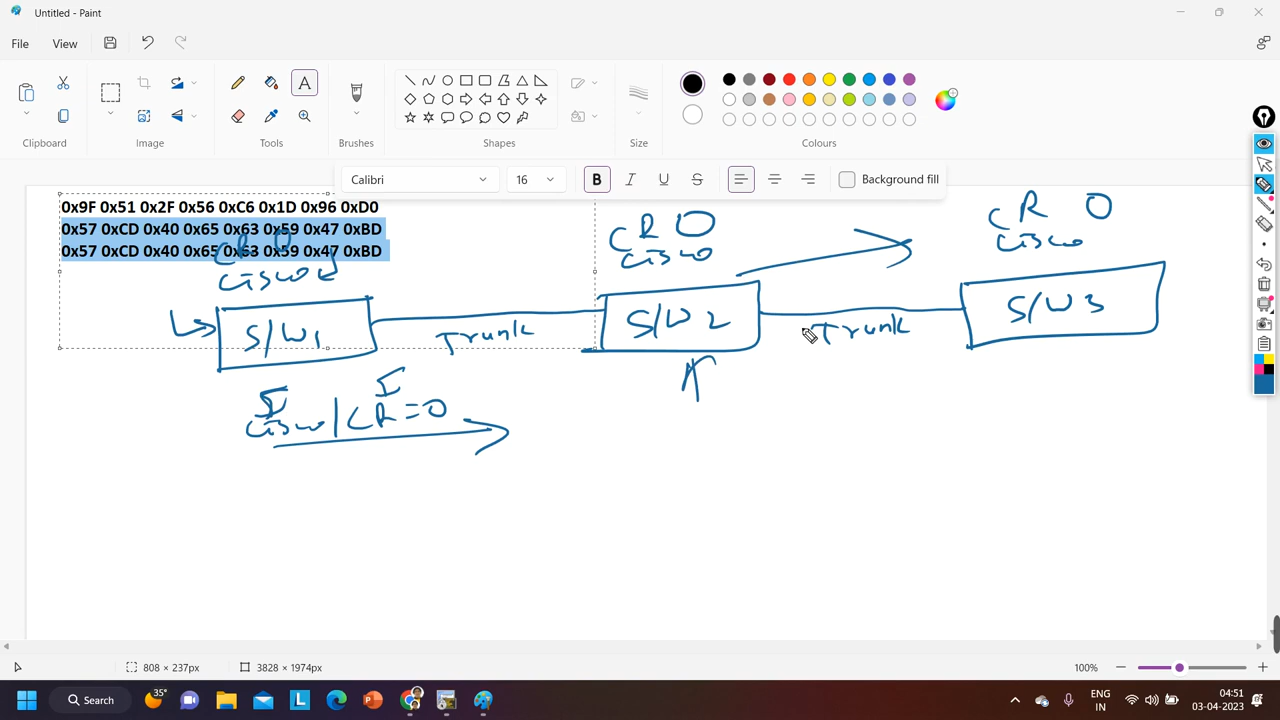 Untitled - Paint
File View
Clipboard Image Tools Brushes Shapes Size Colours
Calibri 16 B I U Background fill
0x9F 0x51 0x2F 0x56 0xC6 0x1D 0x96 0xD0
0x57 0xCD 0x40 0x65 0x63 0x59 0x47 0xBD
0x57 0xCD 0x40 0x65 0x63 0x59 0x47 0xBD
CR 0
cisco
CR 0
cisco
CR 0
cisco
S/W1
Trunk
S/W2
Trunk
S/W3
cisco | CR = 0
808 × 237px
3828 × 1974px
100%
35°
Search
ENG
IN
04:51
03-04-2023